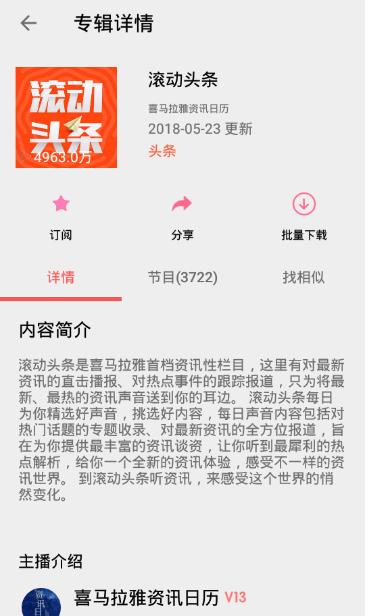 专辑详情
滚动
头条
4963.0万
滚动头条
喜马拉雅资讯日历
2018-05-23 更新
头条
订阅
分享
批量下载
详情
节目(3722)
找相似
内容简介
滚动头条是喜马拉雅首档资讯性栏目，这里有对最新
资讯的直击播报、对热点事件的跟踪报道，只为将最
新、最热的资讯声音送到你的耳边。 滚动头条每日
为你精选好声音，挑选好内容，每日声音内容包括对
热门话题的专题收录、对最新资讯的全方位报道，旨
在为你提供最丰富的资讯谈资，让你听到最犀利的热
点解析，给你一个全新的资讯体验，感受不一样的资
讯世界。 到滚动头条听资讯，来感受这个世界的悄
然变化。
主播介绍
喜马拉雅资讯日历 V13